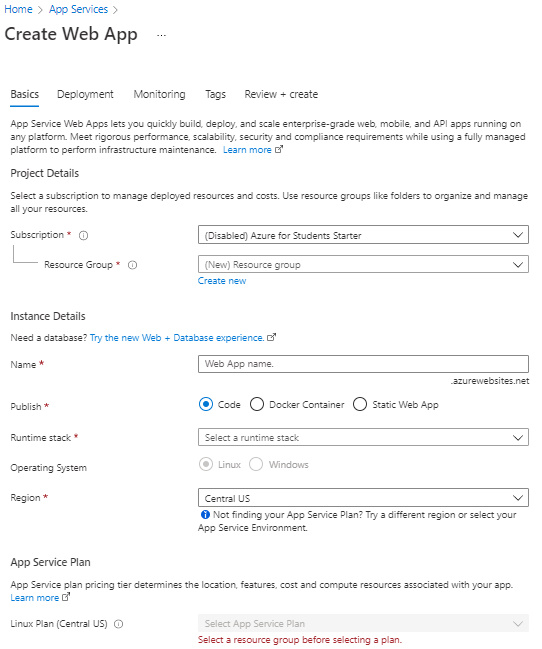 Home > App Services >
Create Web App ...
Basics Deployment Monitoring Tags Review + create
App Service Web Apps lets you quickly build, deploy, and scale enterprise-grade web, mobile, and API apps running on
any platform. Meet rigorous performance, scalability, security and compliance requirements while using a fully managed
platform to perform infrastructure maintenance. Learn more
Project Details
Select a subscription to manage deployed resources and costs. Use resource groups like folders to organize and manage
all your resources.
Subscription * (Disabled) Azure for Students Starter
Resource Group * (New) Resource group
Create new
Instance Details
Need a database? Try the new Web + Database experience.
Name * Web App name.
.azurewebsites.net
Publish * Code Docker Container Static Web App
Runtime stack * Select a runtime stack
Operating System Linux Windows
Region * Central US
Not finding your App Service Plan? Try a different region or select your
App Service Environment.
App Service Plan
App Service plan pricing tier determines the location, features, cost and compute resources associated with your app.
Learn more
Linux Plan (Central US) Select App Service Plan
Select a resource group before selecting a plan.